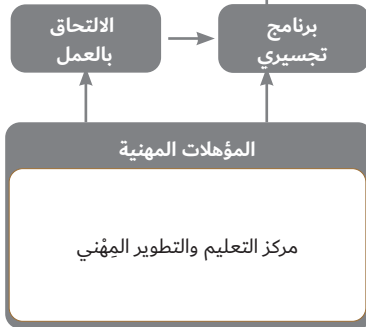 برنامج
تجسيري
الالتحاق
بالعمل
المؤهلات المهنية
مركز التعليم والتطوير المِهْني